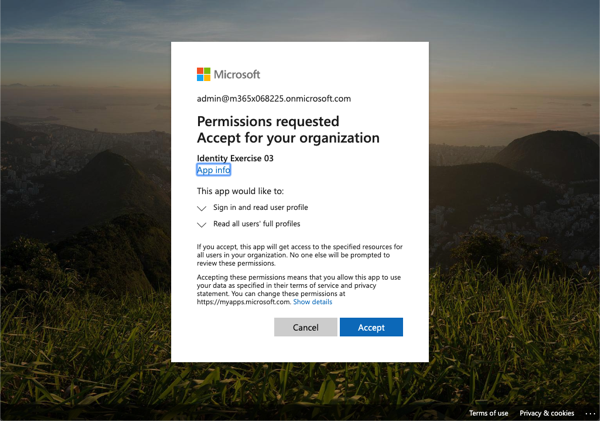 Microsoft
admin@m365x068225.onmicrosoft.com
Permissions requested
Accept for your organization
Identity Exercise 03
App info
This app would like to:
Sign in and read user profile
Read all users' full profiles
If you accept, this app will get access to the specified resources for
all users in your organization. No one else will be prompted to
review these permissions.
Accepting these permissions means that you allow this app to use
your data as specified in their terms of service and privacy
statement. You can change these permissions at
https://myapps.microsoft.com. Show details
Cancel Accept
Terms of use Privacy & cookies ...